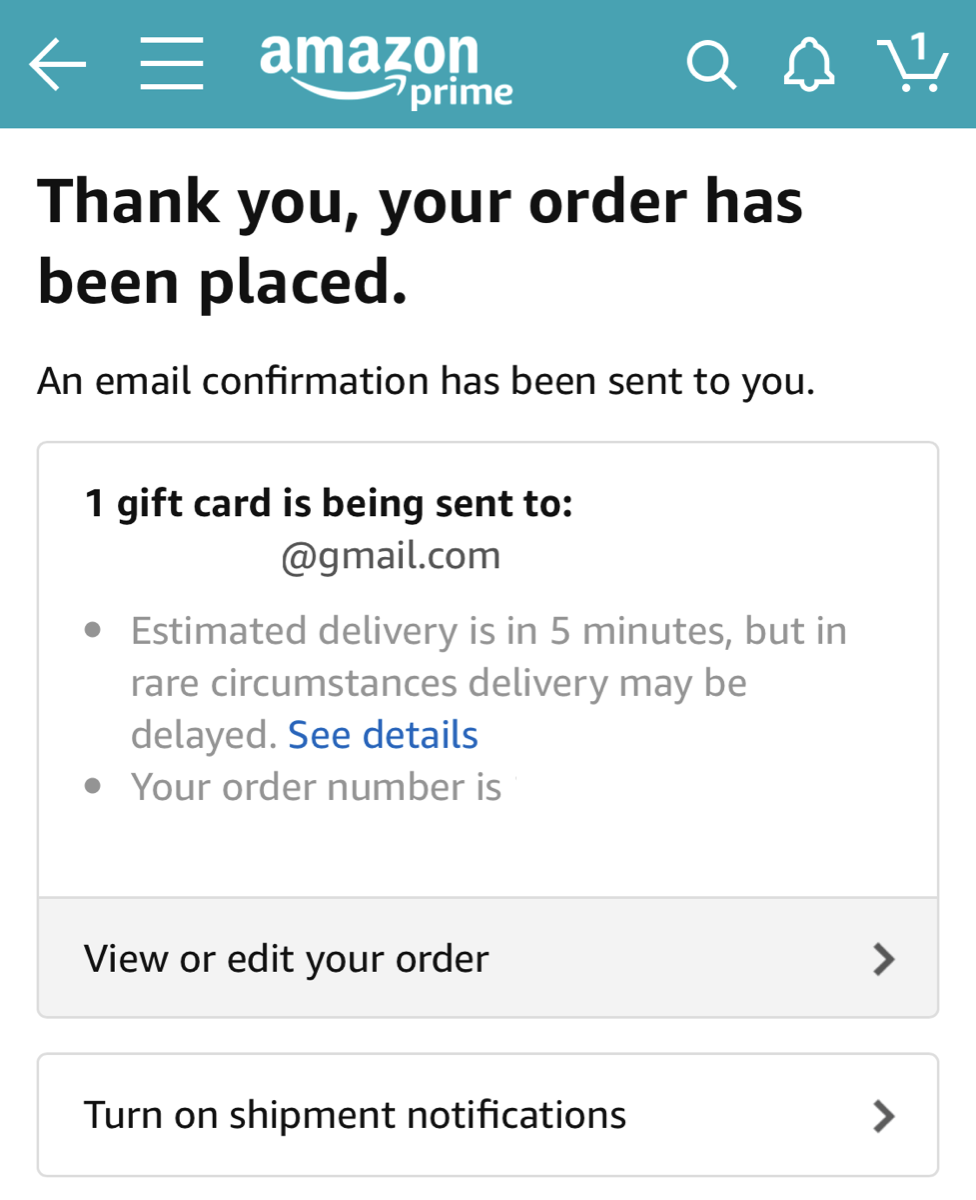 amazon
prime
1
Thank you, your order has
been placed.
An email confirmation has been sent to you.
1 gift card is being sent to:
@gmail.com
• Estimated delivery is in 5 minutes, but in
rare circumstances delivery may be
delayed. See details
• Your order number is
View or edit your order
Turn on shipment notifications